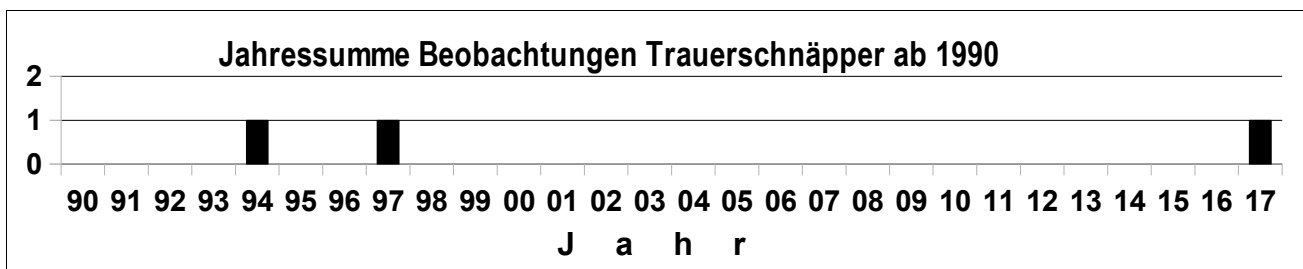 Jahressumme Beobachtungen Trauerschnäpper ab 1990
2
1
0
90 91 92 93 94 95 96 97 98 99 00 01 02 03 04 05 06 07 08 09 10 11 12 13 14 15 16 17
J a h r